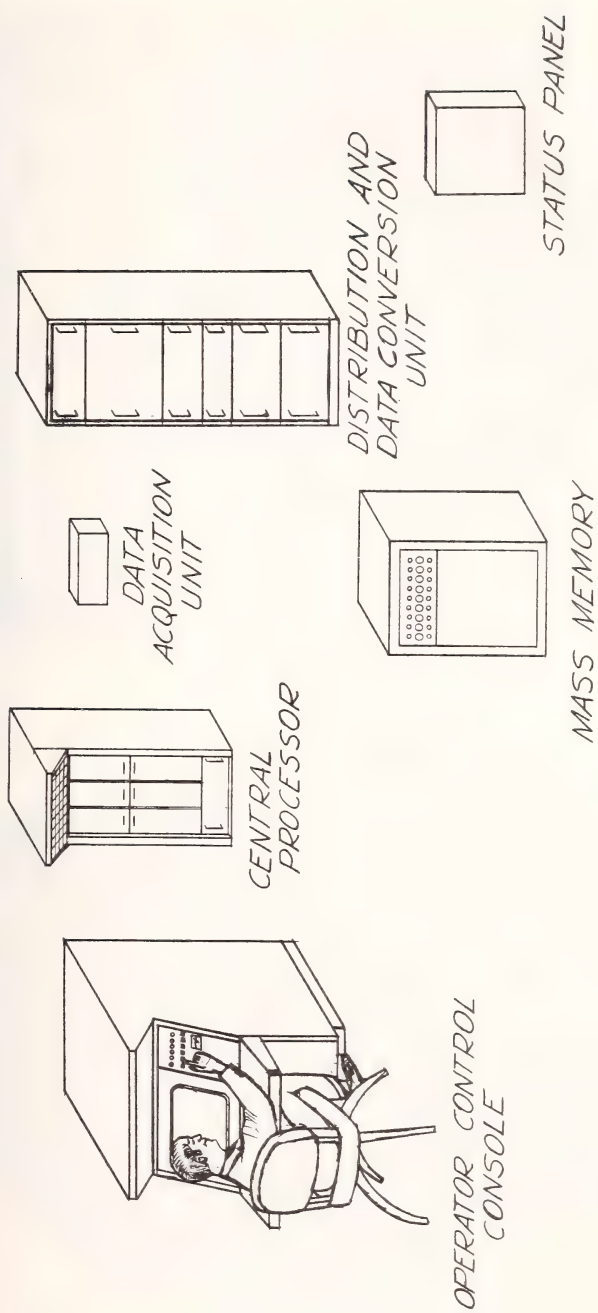 OPERATOR CONTROL
CONSOLE
CENTRAL
PROCESSOR
DATA
ACQUISITION
UNIT
DISTRIBUTION AND
DATA CONVERSION
UNIT
MASS MEMORY
STATUS PANEL